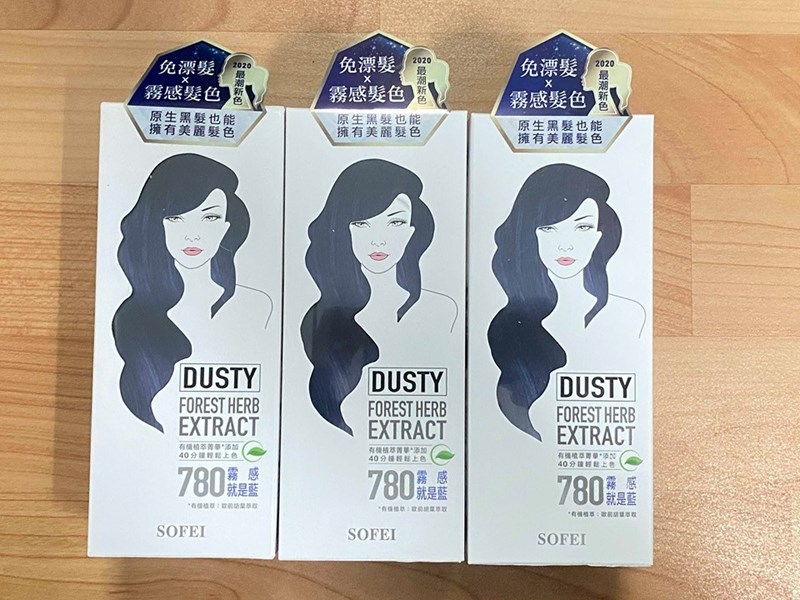 免漂髮
x
霧感髮色
2020
最潮新色
原生黑髮也能
擁有美麗髮色
DUSTY
FOREST HERB
EXTRACT
有機植萃菁華*添加
40分鐘輕鬆上色
780 霧感
就是藍
*有機植萃：歐前胡葉萃取
SOFEI
免漂髮
x
霧感髮色
2020
最潮新色
原生黑髮也能
擁有美麗髮色
DUSTY
FOREST HERB
EXTRACT
有機植萃菁華*添加
40分鐘輕鬆上色
780 霧感
就是藍
*有機植萃：歐前胡葉萃取
SOFEI
免漂髮
x
霧感髮色
2020
最潮新色
原生黑髮也能
擁有美麗髮色
DUSTY
FOREST HERB
EXTRACT
有機植萃菁華*添加
40分鐘輕鬆上色
780 霧感
就是藍
*有機植萃：歐前胡葉萃取
SOFEI